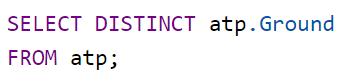 SELECT DISTINCT atp.Ground
FROM atp;